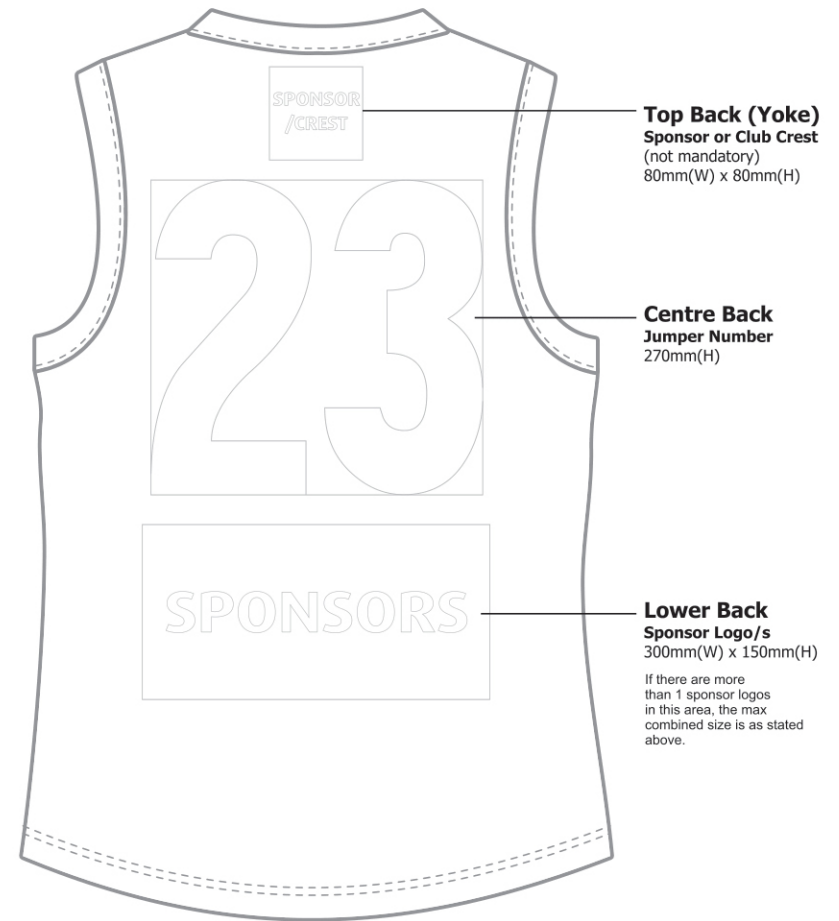 SPONSOR
/CREST
Top Back (Yoke)
Sponsor or Club Crest
(not mandatory)
80mm(W) x 80mm(H)
23
Centre Back
Jumper Number
270mm(H)
SPONSORS
Lower Back
Sponsor Logo/s
300mm(W) x 150mm(H)
If there are more
than 1 sponsor logos
in this area, the max
combined size is as stated
above.